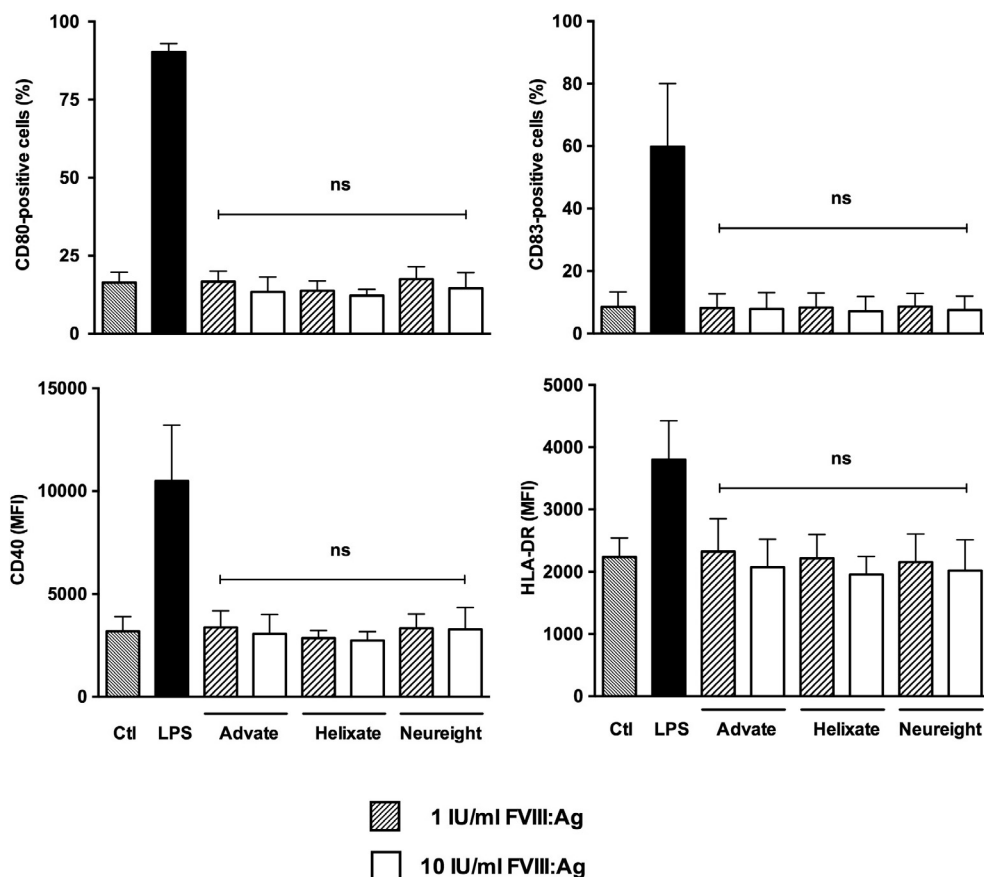 CD80-positive cells (%)
100
75
50
25
0
ns
CD83-positive cells (%)
100
80
60
40
20
0
ns
CD40 (MFI)
15000
10000
5000
0
ns
Ctl LPS Advate Helixate Neureight
HLA-DR (MFI)
5000
4000
3000
2000
1000
0
ns
Ctl LPS Advate Helixate Neureight
1 IU/ml FVIII:Ag
10 IU/ml FVIII:Ag